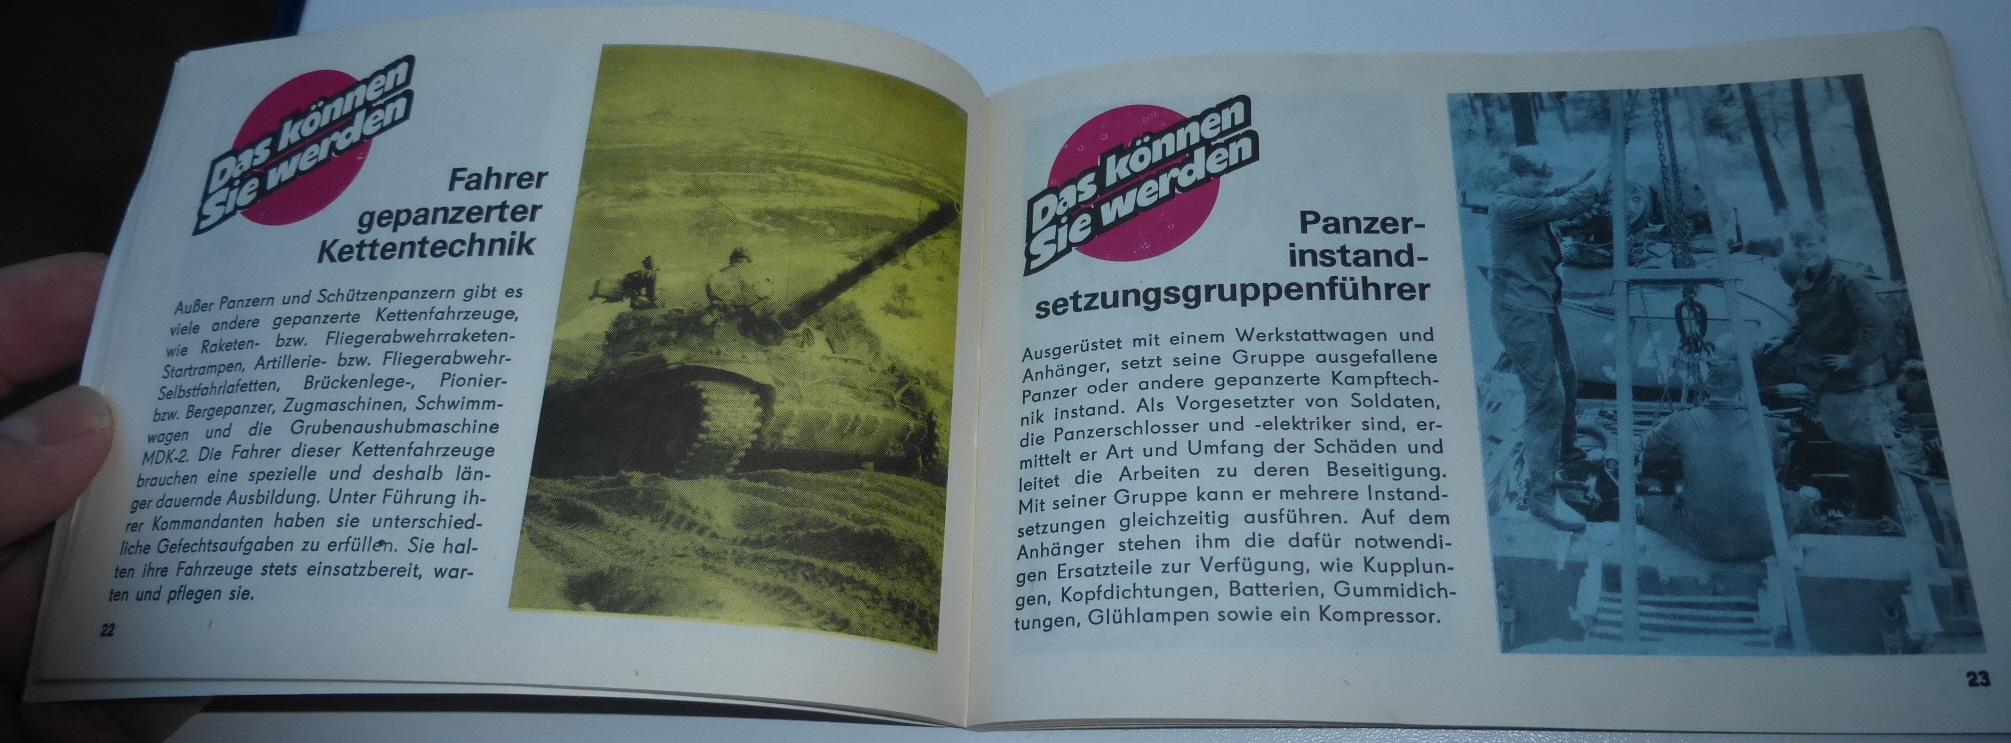 Das können
Sie werden
Fahrer
gepanzerter
Kettentechnik
Außer Panzern und Schützenpanzern gibt es
viele andere gepanzerte Kettenfahrzeuge,
wie Raketen- bzw. Fliegerabwehrraketen-
Startrampen, Artillerie- bzw. Fliegerabwehr-
Selbstfahrlafetten, Brückenlege-, Pionier-
bzw. Bergepanzer, Zugmaschinen, Schwimm-
wagen und die Grubenaushubmaschine
MDK-2. Die Fahrer dieser Kettenfahrzeuge
brauchen eine spezielle und deshalb län-
ger dauernde Ausbildung. Unter Führung ih-
rer Kommandanten haben sie unterschied-
liche Gefechtsaufgaben zu erfüllen. Sie hal-
ten ihre Fahrzeuge stets einsatzbereit, war-
ten und pflegen sie.
22
Das können
Sie werden
Panzer-
instand-
setzungsgruppenführer
Ausgerüstet mit einem Werkstattwagen und
Anhänger, setzt seine Gruppe ausgefallene
Panzer oder andere gepanzerte Kampftech-
nik instand. Als Vorgesetzter von Soldaten,
die Panzerschlosser und -elektriker sind, er-
mittelt er Art und Umfang der Schäden und
leitet die Arbeiten zu deren Beseitigung.
Mit seiner Gruppe kann er mehrere Instand-
setzungen gleichzeitig ausführen. Auf dem
Anhänger stehen ihm die dafür notwendi-
gen Ersatzteile zur Verfügung, wie Kupplun-
gen, Kopfdichtungen, Batterien, Gummidich-
tungen, Glühlampen sowie ein Kompressor.
23